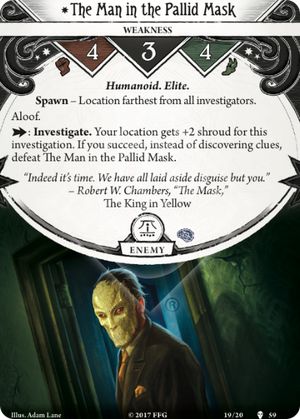 The Man in the Pallid Mask
WEAKNESS
4 3 4
Humanoid. Elite.
Spawn – Location farthest from all investigators.
Aloof.
: Investigate. Your location gets +2 shroud for this
investigation. If you succeed, instead of discovering clues,
defeat The Man in the Pallid Mask.
“Indeed it’s time. We have all laid aside disguise but you.”
– Robert W. Chambers, “The Mask,”
The King in Yellow
ENEMY
®
Illus. Adam Lane
© 2017 FFG
19/20
59